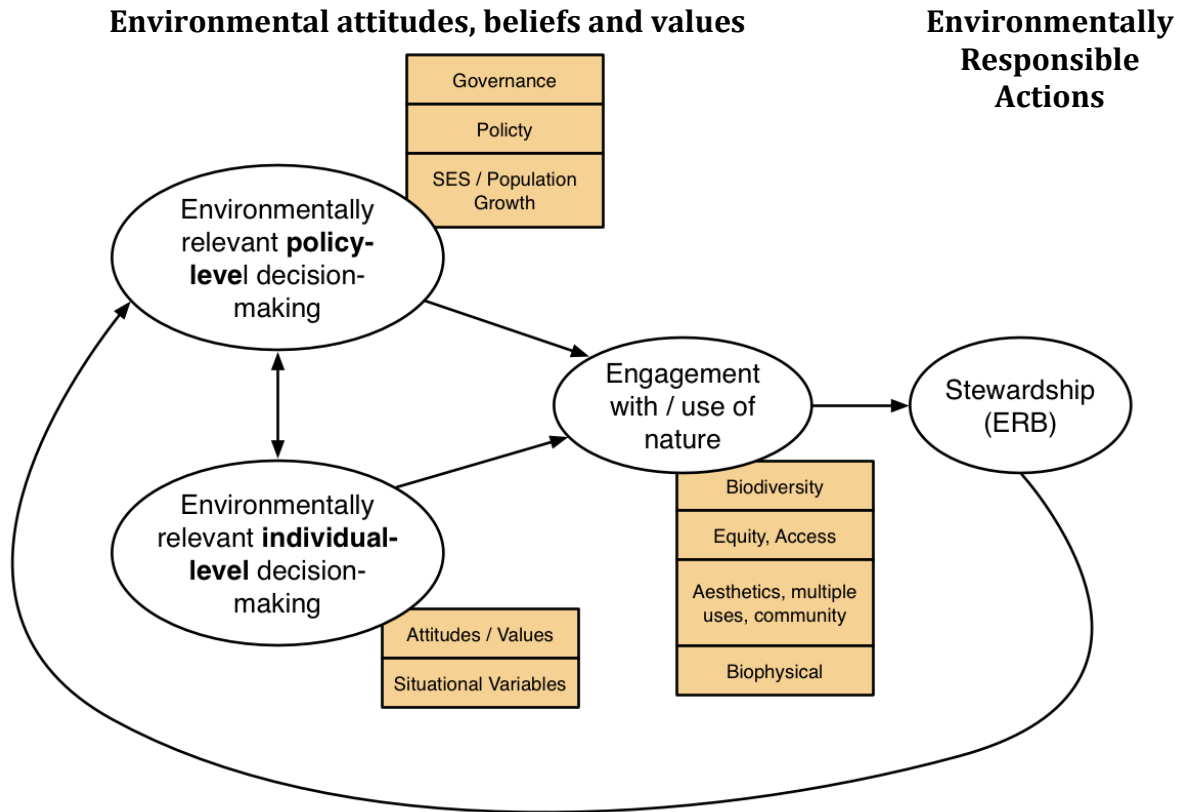 Environmental attitudes, beliefs and values
Environmentally
Responsible
Actions
Governance
Policty
SES / Population
Growth
Environmentally
relevant policy-
level decision-
making
Engagement
with / use of
nature
Stewardship
(ERB)
Environmentally
relevant individual-
level decision-
making
Biodiversity
Equity, Access
Aesthetics, multiple
uses, community
Biophysical
Attitudes / Values
Situational Variables